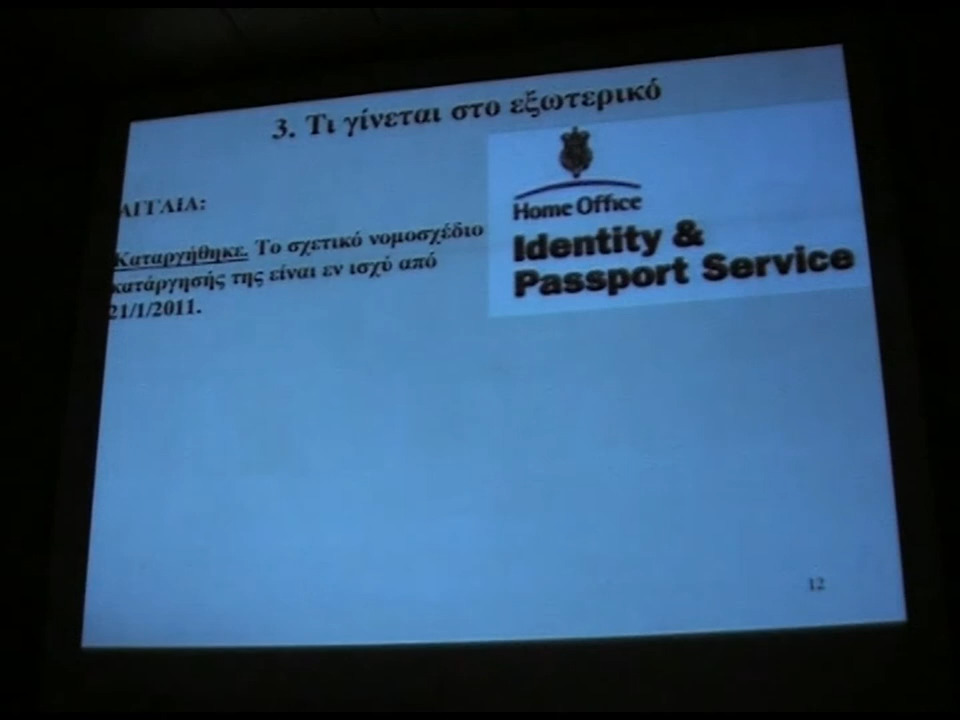 3. Τι γίνεται στο εξωτερικό
ΑΓΓΛΙΑ:
Καταργήθηκε. Το σχετικό νομοσχέδιο
κατάργησής της είναι εν ισχύ από
21/1/2011.
Home Office
Identity &
Passport Service
12